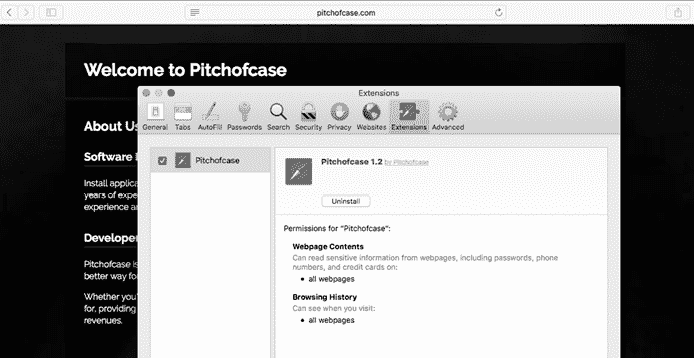 pitchofcase.com
Welcome to Pitchofcase
Extensions
General Tabs AutoFill Passwords Search Security Privacy Websites Extensions Advanced
About Us
Software
Install applica
years of expe
experience a
Developer
Pitchofcase is
better way fo
Whether you'
for, providing
revenues.
Pitchofcase
Pitchofcase 1.2 by Pitchofcase
Uninstall
Permissions for "Pitchofcase":
Webpage Contents
Can read sensitive information from webpages, including passwords, phone
numbers, and credit cards on:
• all webpages
Browsing History
Can see when you visit:
• all webpages